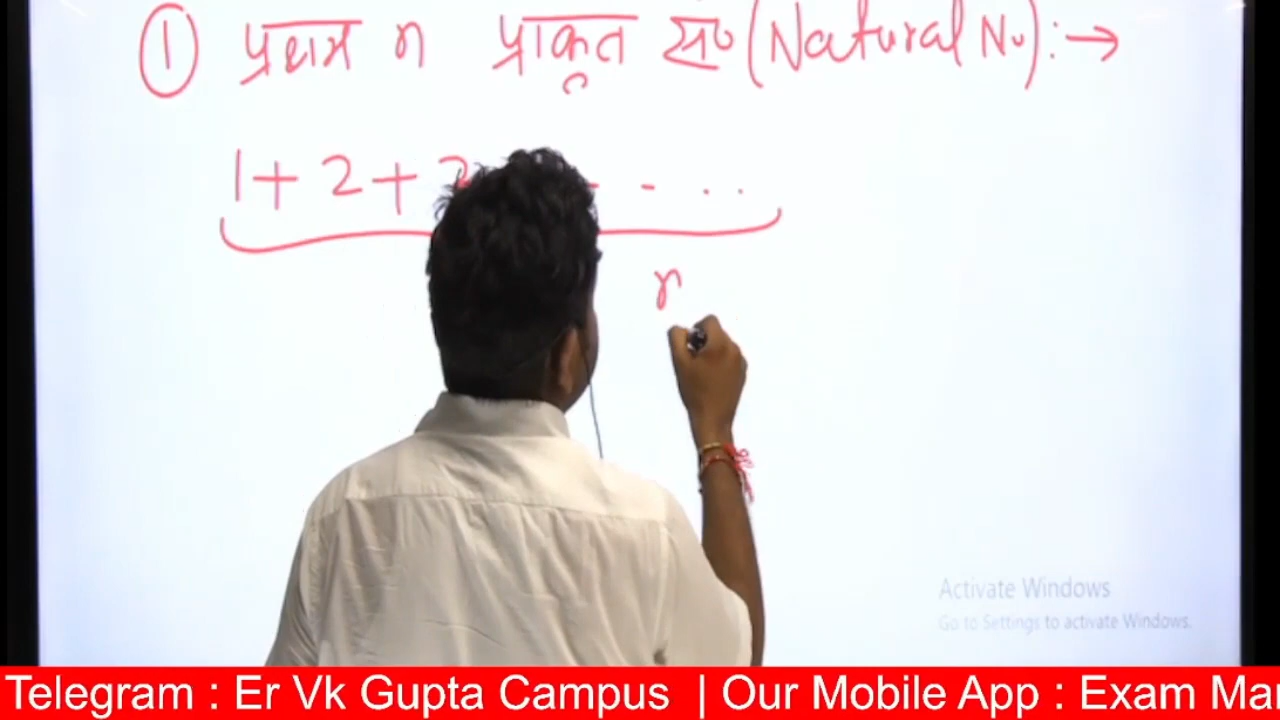 ① प्रथम n प्राकृत सं० (Natural No) :→
1 + 2 + 3 - - . .
n
Activate Windows
Go to Settings to activate Windows.
Telegram : Er Vk Gupta Campus | Our Mobile App : Exam